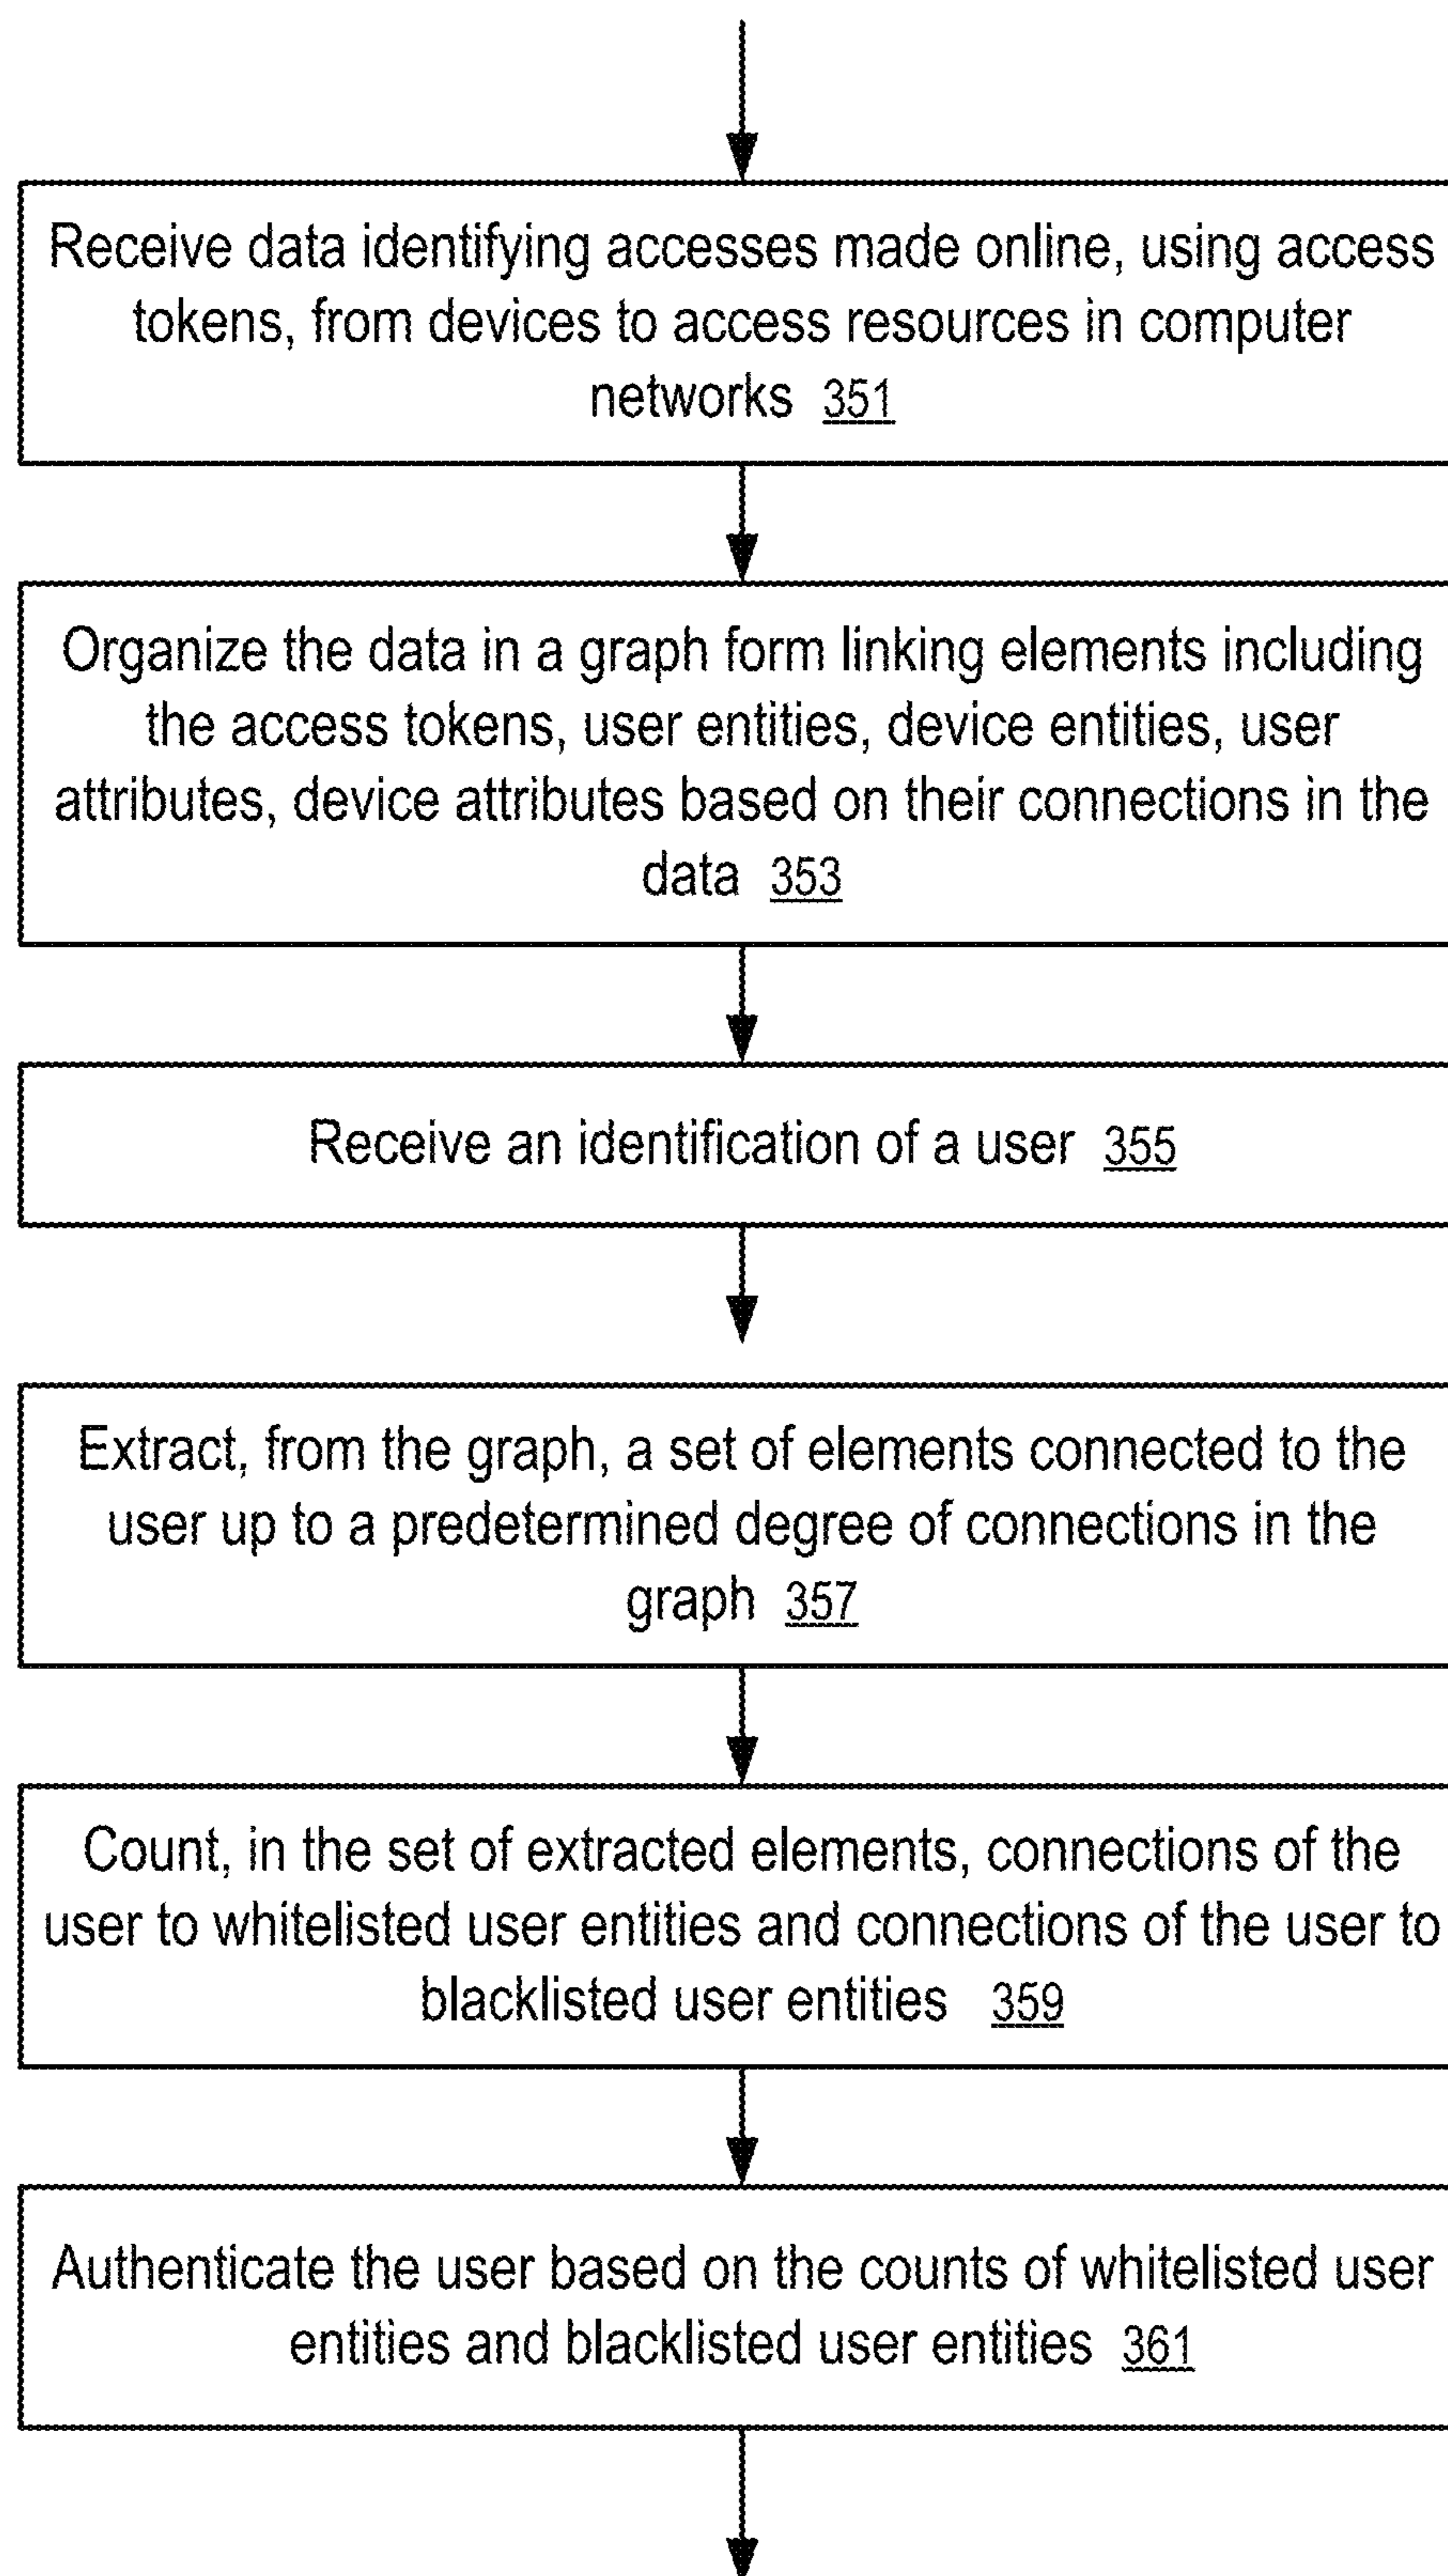 Receive data identifying accesses made online, using access
tokens, from devices to access resources in computer
networks 351
Organize the data in a graph form linking elements including
the access tokens, user entities, device entities, user
attributes, device attributes based on their connections in the
data 353
Receive an identification of a user 355
Extract, from the graph, a set of elements connected to the
user up to a predetermined degree of connections in the
graph 357
Count, in the set of extracted elements, connections of the
user to whitelisted user entities and connections of the user to
blacklisted user entities 359
Authenticate the user based on the counts of whitelisted user
entities and blacklisted user entities 361